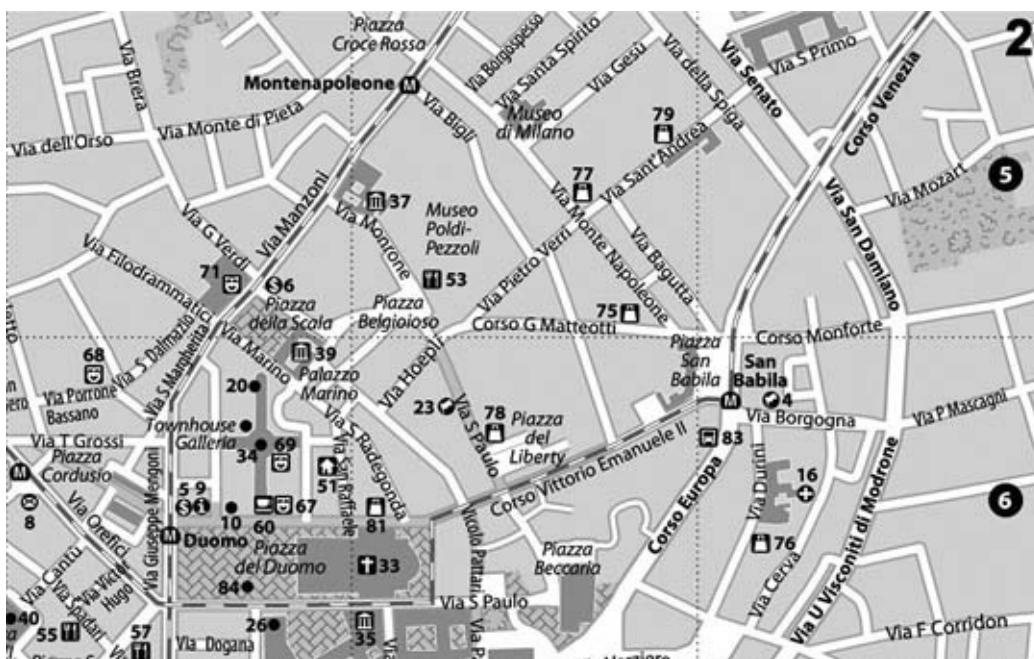 Piazza
Croce Rossa
Via Borgospesso
Via Santa Spirito
Via Gesù
Via della Spiga
Via Senato
Via S Primo
2
Via Brera
Montenapoleone M
Corso Venezia
Museo
di Milano
79
Via Monte di Pieta
Via Bigli
Via dell'Orso
77
Via Sant'Andrea
5
Via Mozart
37
Via Manzoni
Via Monrone
Museo
Poldi-
Pezzoli
Via Monte Napoleone
Via Bagutta
Via San Damiano
Via G Verdi
Via Pietro Verri
Via Filodrammatici
71
6
53
Piazza
della Scala
Piazza
Belgioioso
75
Corso G Matteotti
Corso Monforte
Via S Dalmazio
Via S Margherita
Via Marino
39
Palazzo
Marino
Via Hoepli
Piazza
San
Babila
San
Babila
68
20
4
M
Via Porrone
Bassano
Townhouse
Galleria
23
78
Piazza
del
Liberty
Via Borgogna
Via P Mascagni
Via T Grossi
34
69
Via S Radegonda
Via San Raffaele
Via S Paolo
83
Piazza
Cordusio
51
Corso Vittorio Emanuele II
Corso Europa
Via Durini
16
M
Via Giuseppe Mengoni
5 9
8
Via Orefici
10
60
67
81
6
M Duomo
Piazza
del Duomo
33
Vicolo Pattari
Piazza
Beccaria
76
Via Cantù
Via Victor
Hugo
84
Via Cerva
Via U Visconiti di Modrone
Via Spadari
Via S Paulo
40
55
57
26
35
Via Dogana
Via F Corridon